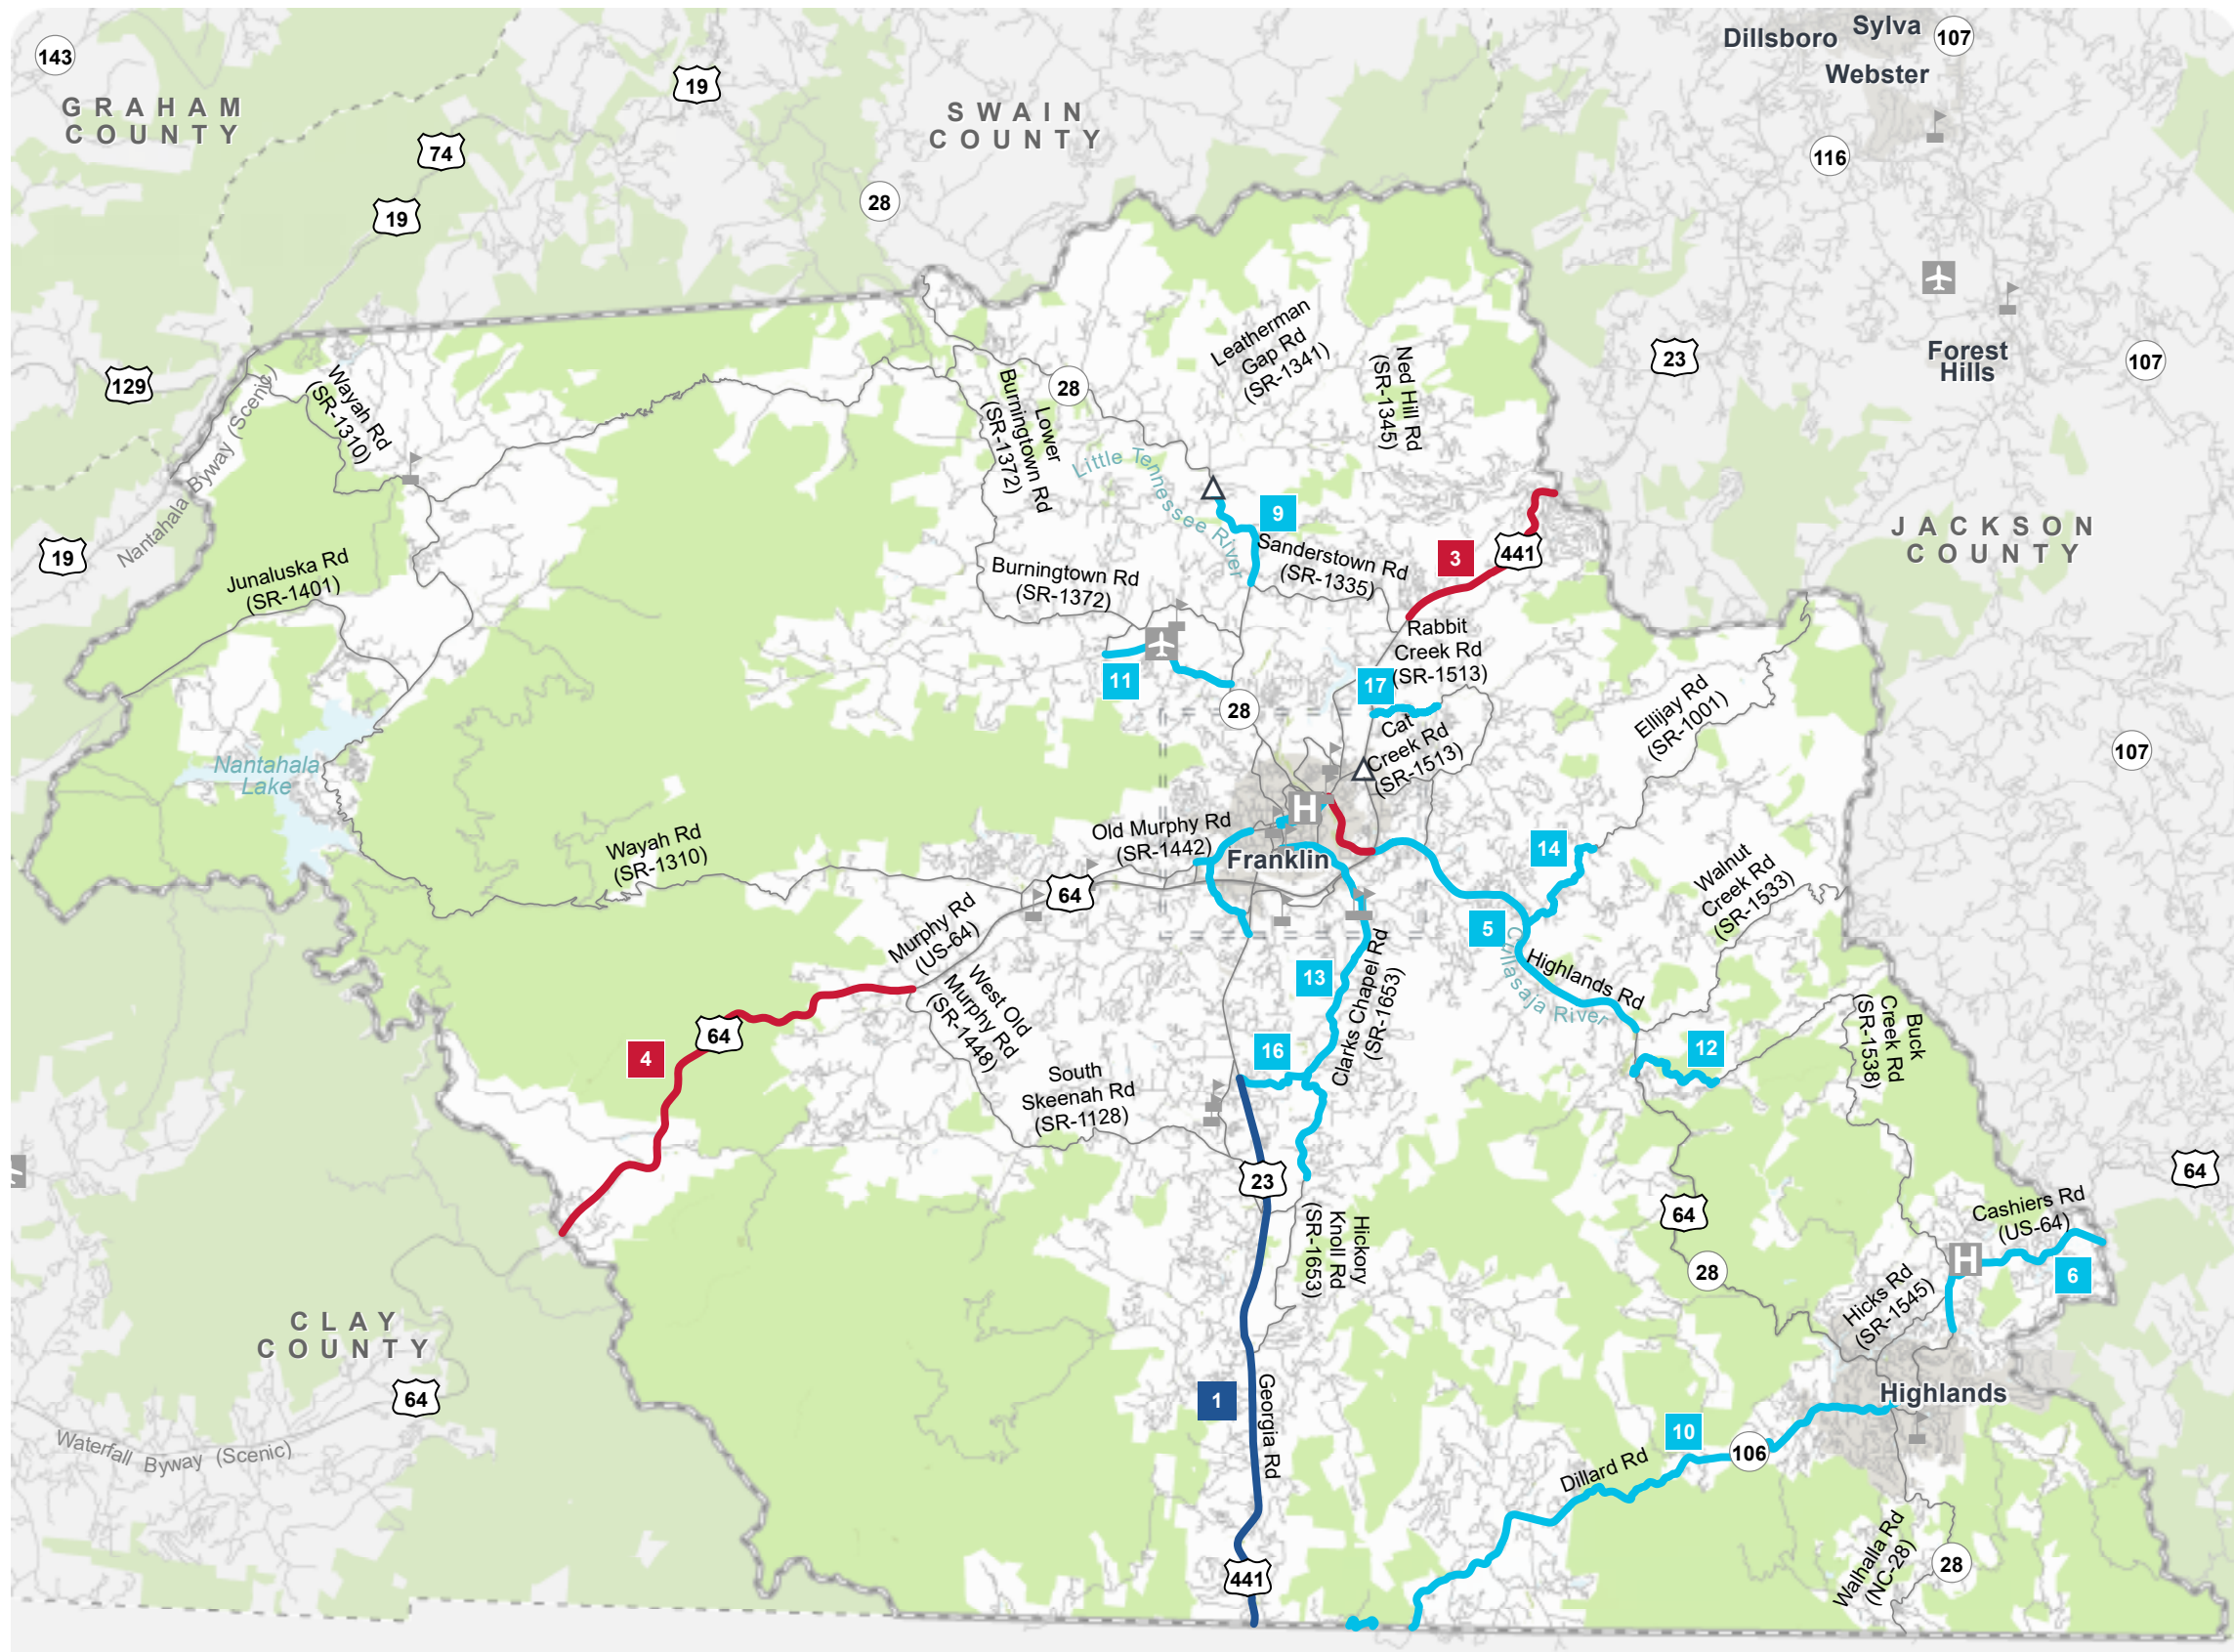 143
GRAHAM
COUNTY
19
74
19
SWAIN
COUNTY
28
Dillsboro
Sylva
107
Webster
116
23
Forest
Hills
107
129
19
Nantahala Byway (Scenic)
Wayah Rd
(SR-1310)
Junaluska Rd
(SR-1401)
Lower
Burningtown Rd
(SR-1372)
28
Leatherman
Gap Rd
(SR-1341)
Ned Hill Rd
(SR-1345)
Little Tennessee River
9
Sanderstown Rd
(SR-1335)
3
441
JACKSON
COUNTY
Burningtown Rd
(SR-1372)
11
28
Rabbit
Creek Rd
(SR-1513)
17
Cat
Creek Rd
(SR-1513)
Ellijay Rd
(SR-1001)
107
Nantahala
Lake
H
Wayah Rd
(SR-1310)
Old Murphy Rd
(SR-1442)
Franklin
14
Walnut
Creek Rd
(SR-1533)
64
Murphy Rd
(US-64)
5
Cullasaja River
Highlands Rd
13
Clarks Chapel Rd
(SR-1653)
West Old
Murphy Rd
(SR-1448)
64
4
16
12
Buck
Creek Rd
(SR-1538)
South
Skeenah Rd
(SR-1128)
23
64
64
Cashiers Rd
(US-64)
Hickory
Knoll Rd
(SR-1653)
28
H
6
Hicks Rd
(SR-1545)
CLAY
COUNTY
64
Waterfall Byway (Scenic)
1
Georgia Rd
Highlands
10
106
Dillard Rd
441
Walhalla Rd
(NC-28)
28